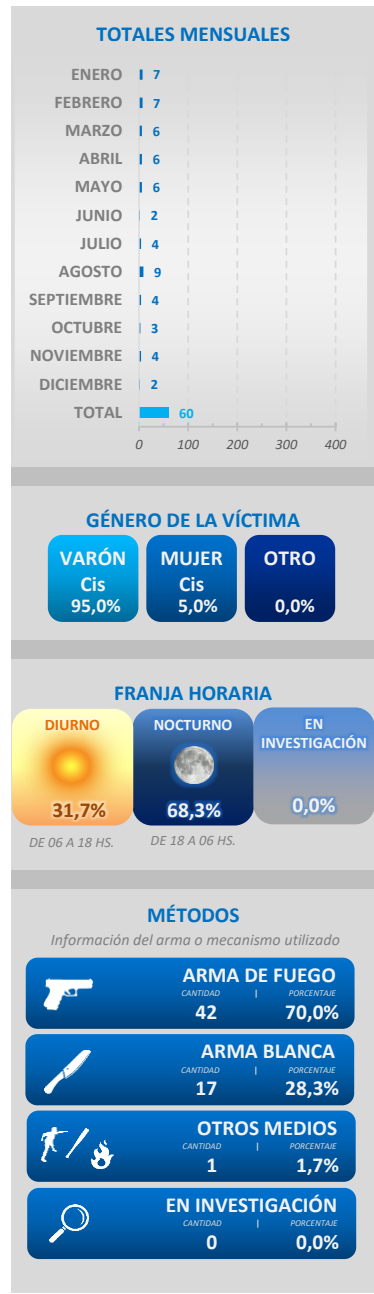 TOTALES MENSUALES
ENERO 7
FEBRERO 7
MARZO 6
ABRIL 6
MAYO 6
JUNIO 2
JULIO 4
AGOSTO 9
SEPTIEMBRE 4
OCTUBRE 3
NOVIEMBRE 4
DICIEMBRE 2
TOTAL 60
0 100 200 300 400
GÉNERO DE LA VÍCTIMA
VARÓN MUJER OTRO
Cis Cis
95,0% 5,0% 0,0%
FRANJA HORARIA
DIURNO NOCTURNO EN
INVESTIGACIÓN
31,7% 68,3% 0,0%
DE 06 A 18 HS. DE 18 A 06 HS.
MÉTODOS
Información del arma o mecanismo utilizado
ARMA DE FUEGO
CANTIDAD | PORCENTAJE
42 70,0%
ARMA BLANCA
CANTIDAD | PORCENTAJE
17 28,3%
OTROS MEDIOS
CANTIDAD | PORCENTAJE
1 1,7%
EN INVESTIGACIÓN
CANTIDAD | PORCENTAJE
0 0,0%